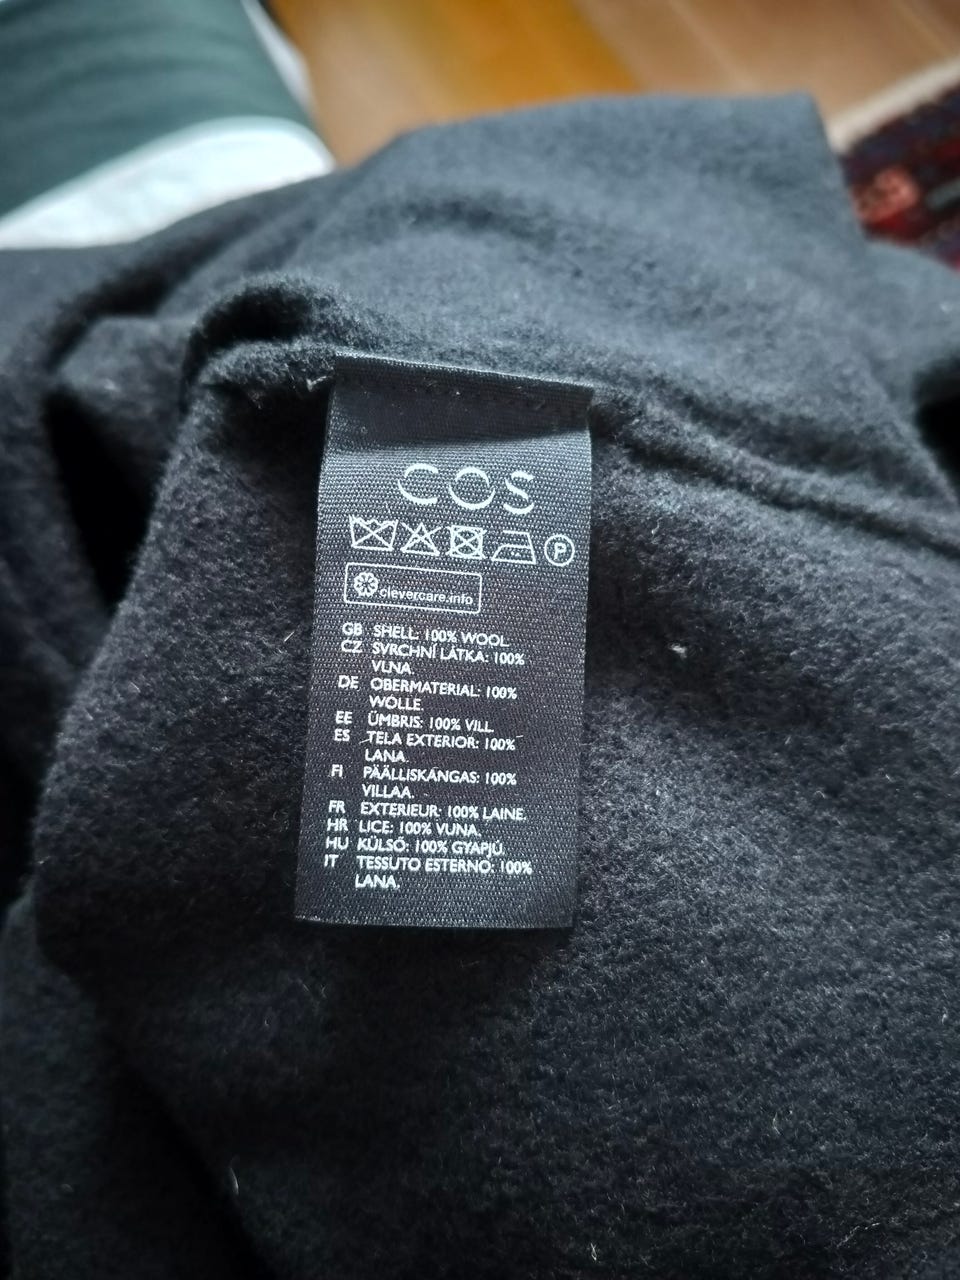 COS
P
clevercare.info
GB SHELL: 100% WOOL.
CZ SVRCHNÍ LÁTKA: 100%
VLNA.
DE OBERMATERIAL: 100%
WOLLE.
EE ÜMBRIS: 100% VILL.
ES TELA EXTERIOR: 100%
LANA.
FI PÄÄLLISKANGAS: 100%
VILLAA.
FR EXTERIEUR: 100% LAINE.
HR LICE: 100% VUNA.
HU KÜLSŐ: 100% GYAPJÚ.
IT TESSUTO ESTERNO: 100%
LANA.